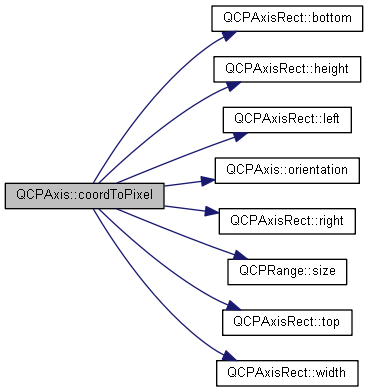 QCPAxisRect::bottom
QCPAxisRect::height
QCPAxisRect::left
QCPAxis::orientation
QCPAxis::coordToPixel
QCPAxisRect::right
QCPRange::size
QCPAxisRect::top
QCPAxisRect::width